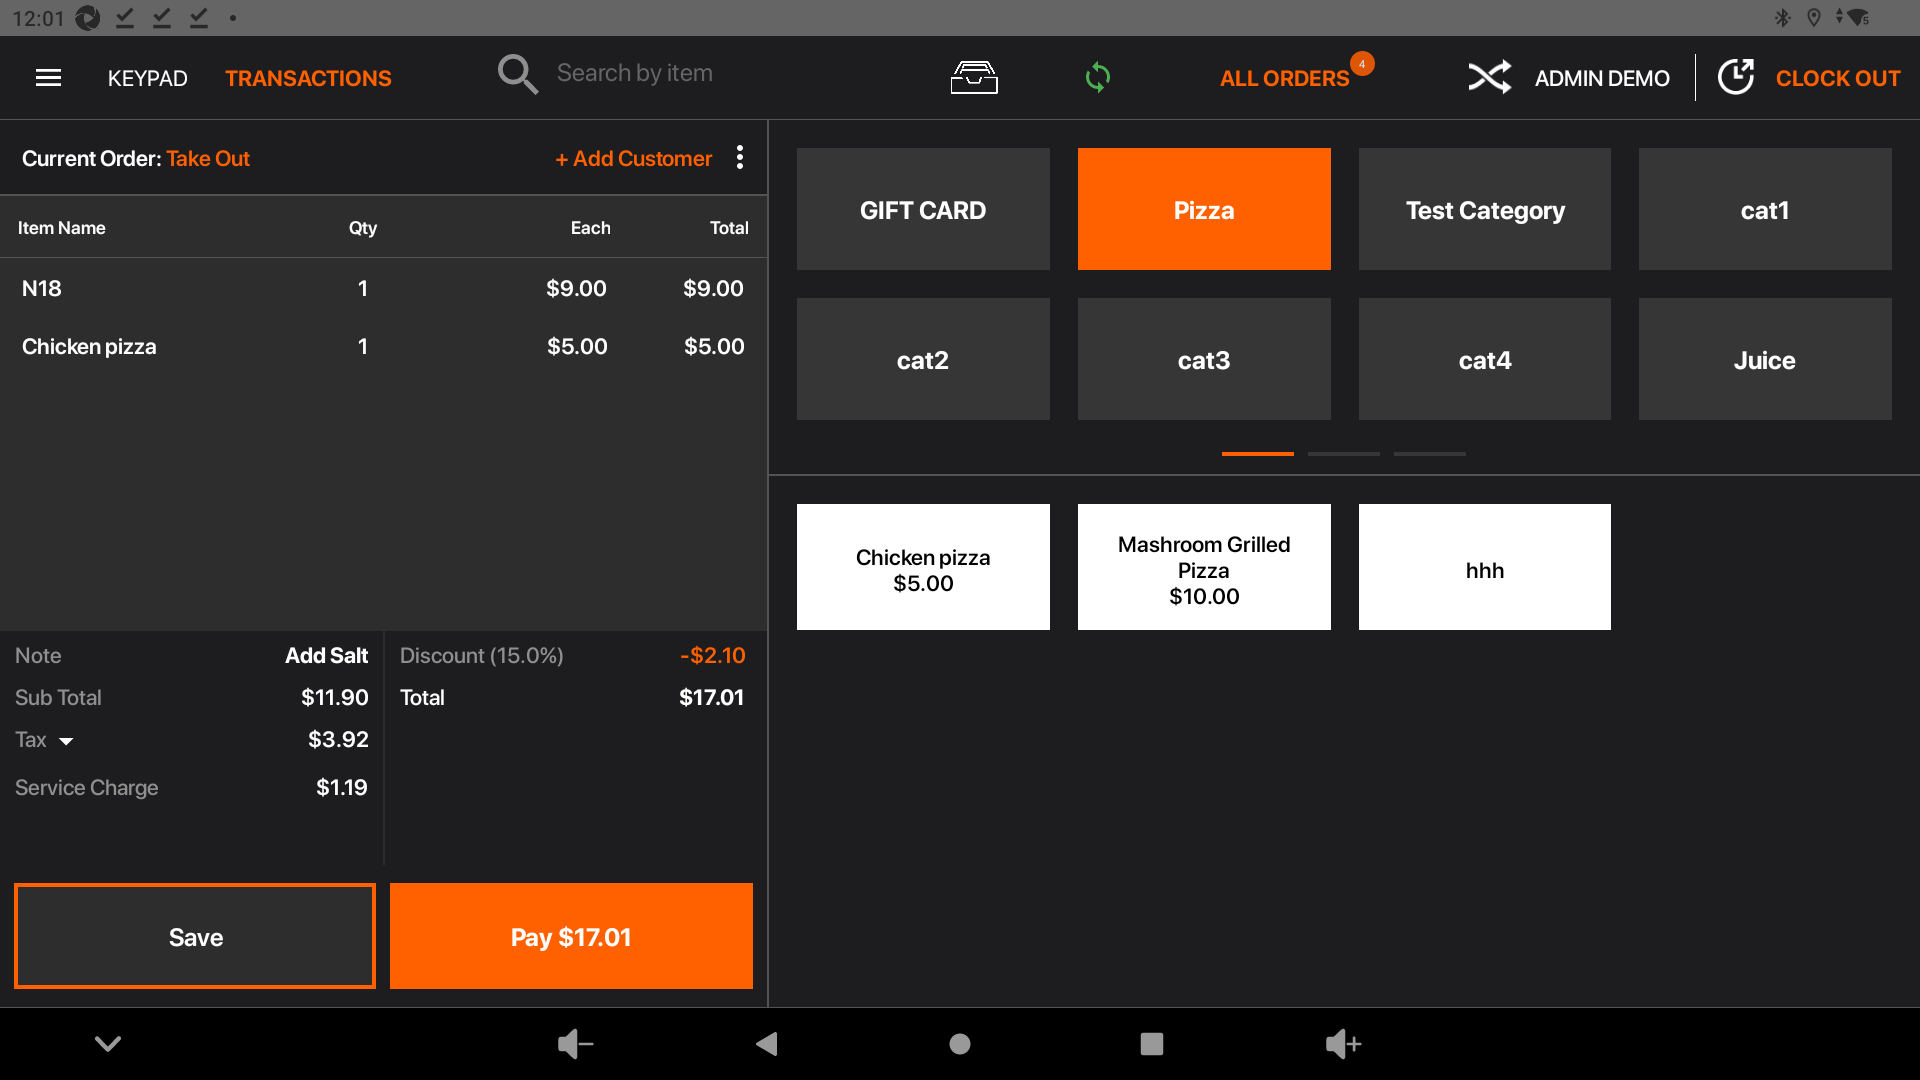 12:01
5
KEYPAD
TRANSACTIONS
Search by item
ALL ORDERS
4
ADMIN DEMO
CLOCK OUT
Current Order: Take Out
+ Add Customer
Item Name Qty Each Total
N18 1 $9.00 $9.00
Chicken pizza 1 $5.00 $5.00
Note Add Salt
Sub Total $11.90
Tax $3.92
Service Charge $1.19
Discount (15.0%) -$2.10
Total $17.01
Save
Pay $17.01
GIFT CARD
Pizza
Test Category
cat1
cat2
cat3
cat4
Juice
Chicken pizza
$5.00
Mashroom Grilled
Pizza
$10.00
hhh